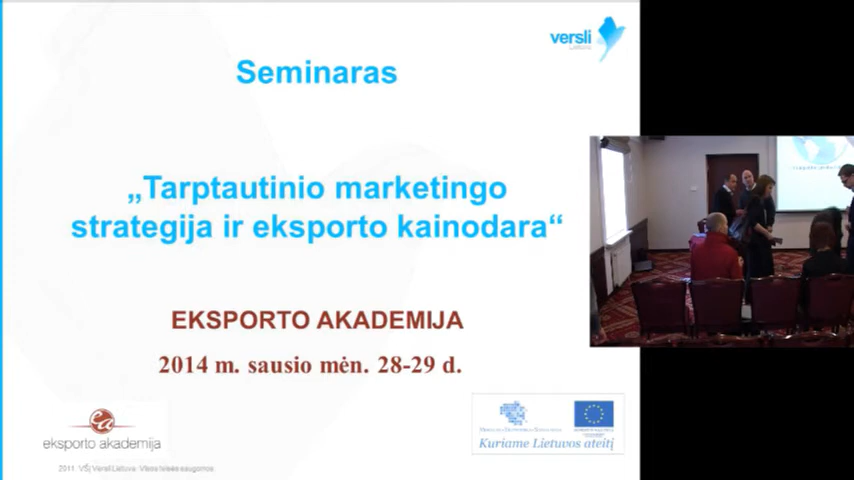 versli
Lietuva
Seminaras
„Tarptautinio marketingo
strategija ir eksporto kainodara“
EKSPORTO AKADEMIJA
2014 m. sausio mėn. 28-29 d.
eksporto akademija
Kuriame Lietuvos ateitį
2011 VŠĮ Versli Lietuva Visos teisės saugomos